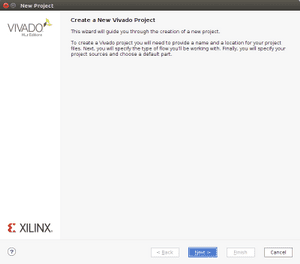 New Project
VIVADO
HLx Editions
Create a New Vivado Project
This wizard will guide you through the creation of a new project.
To create a Vivado project you will need to provide a name and a location for your project
files. Next, you will specify the type of flow you'll be working with. Finally, you will specify your
project sources and choose a default part.
XILINX
?
< Back
Next >
Finish
Cancel